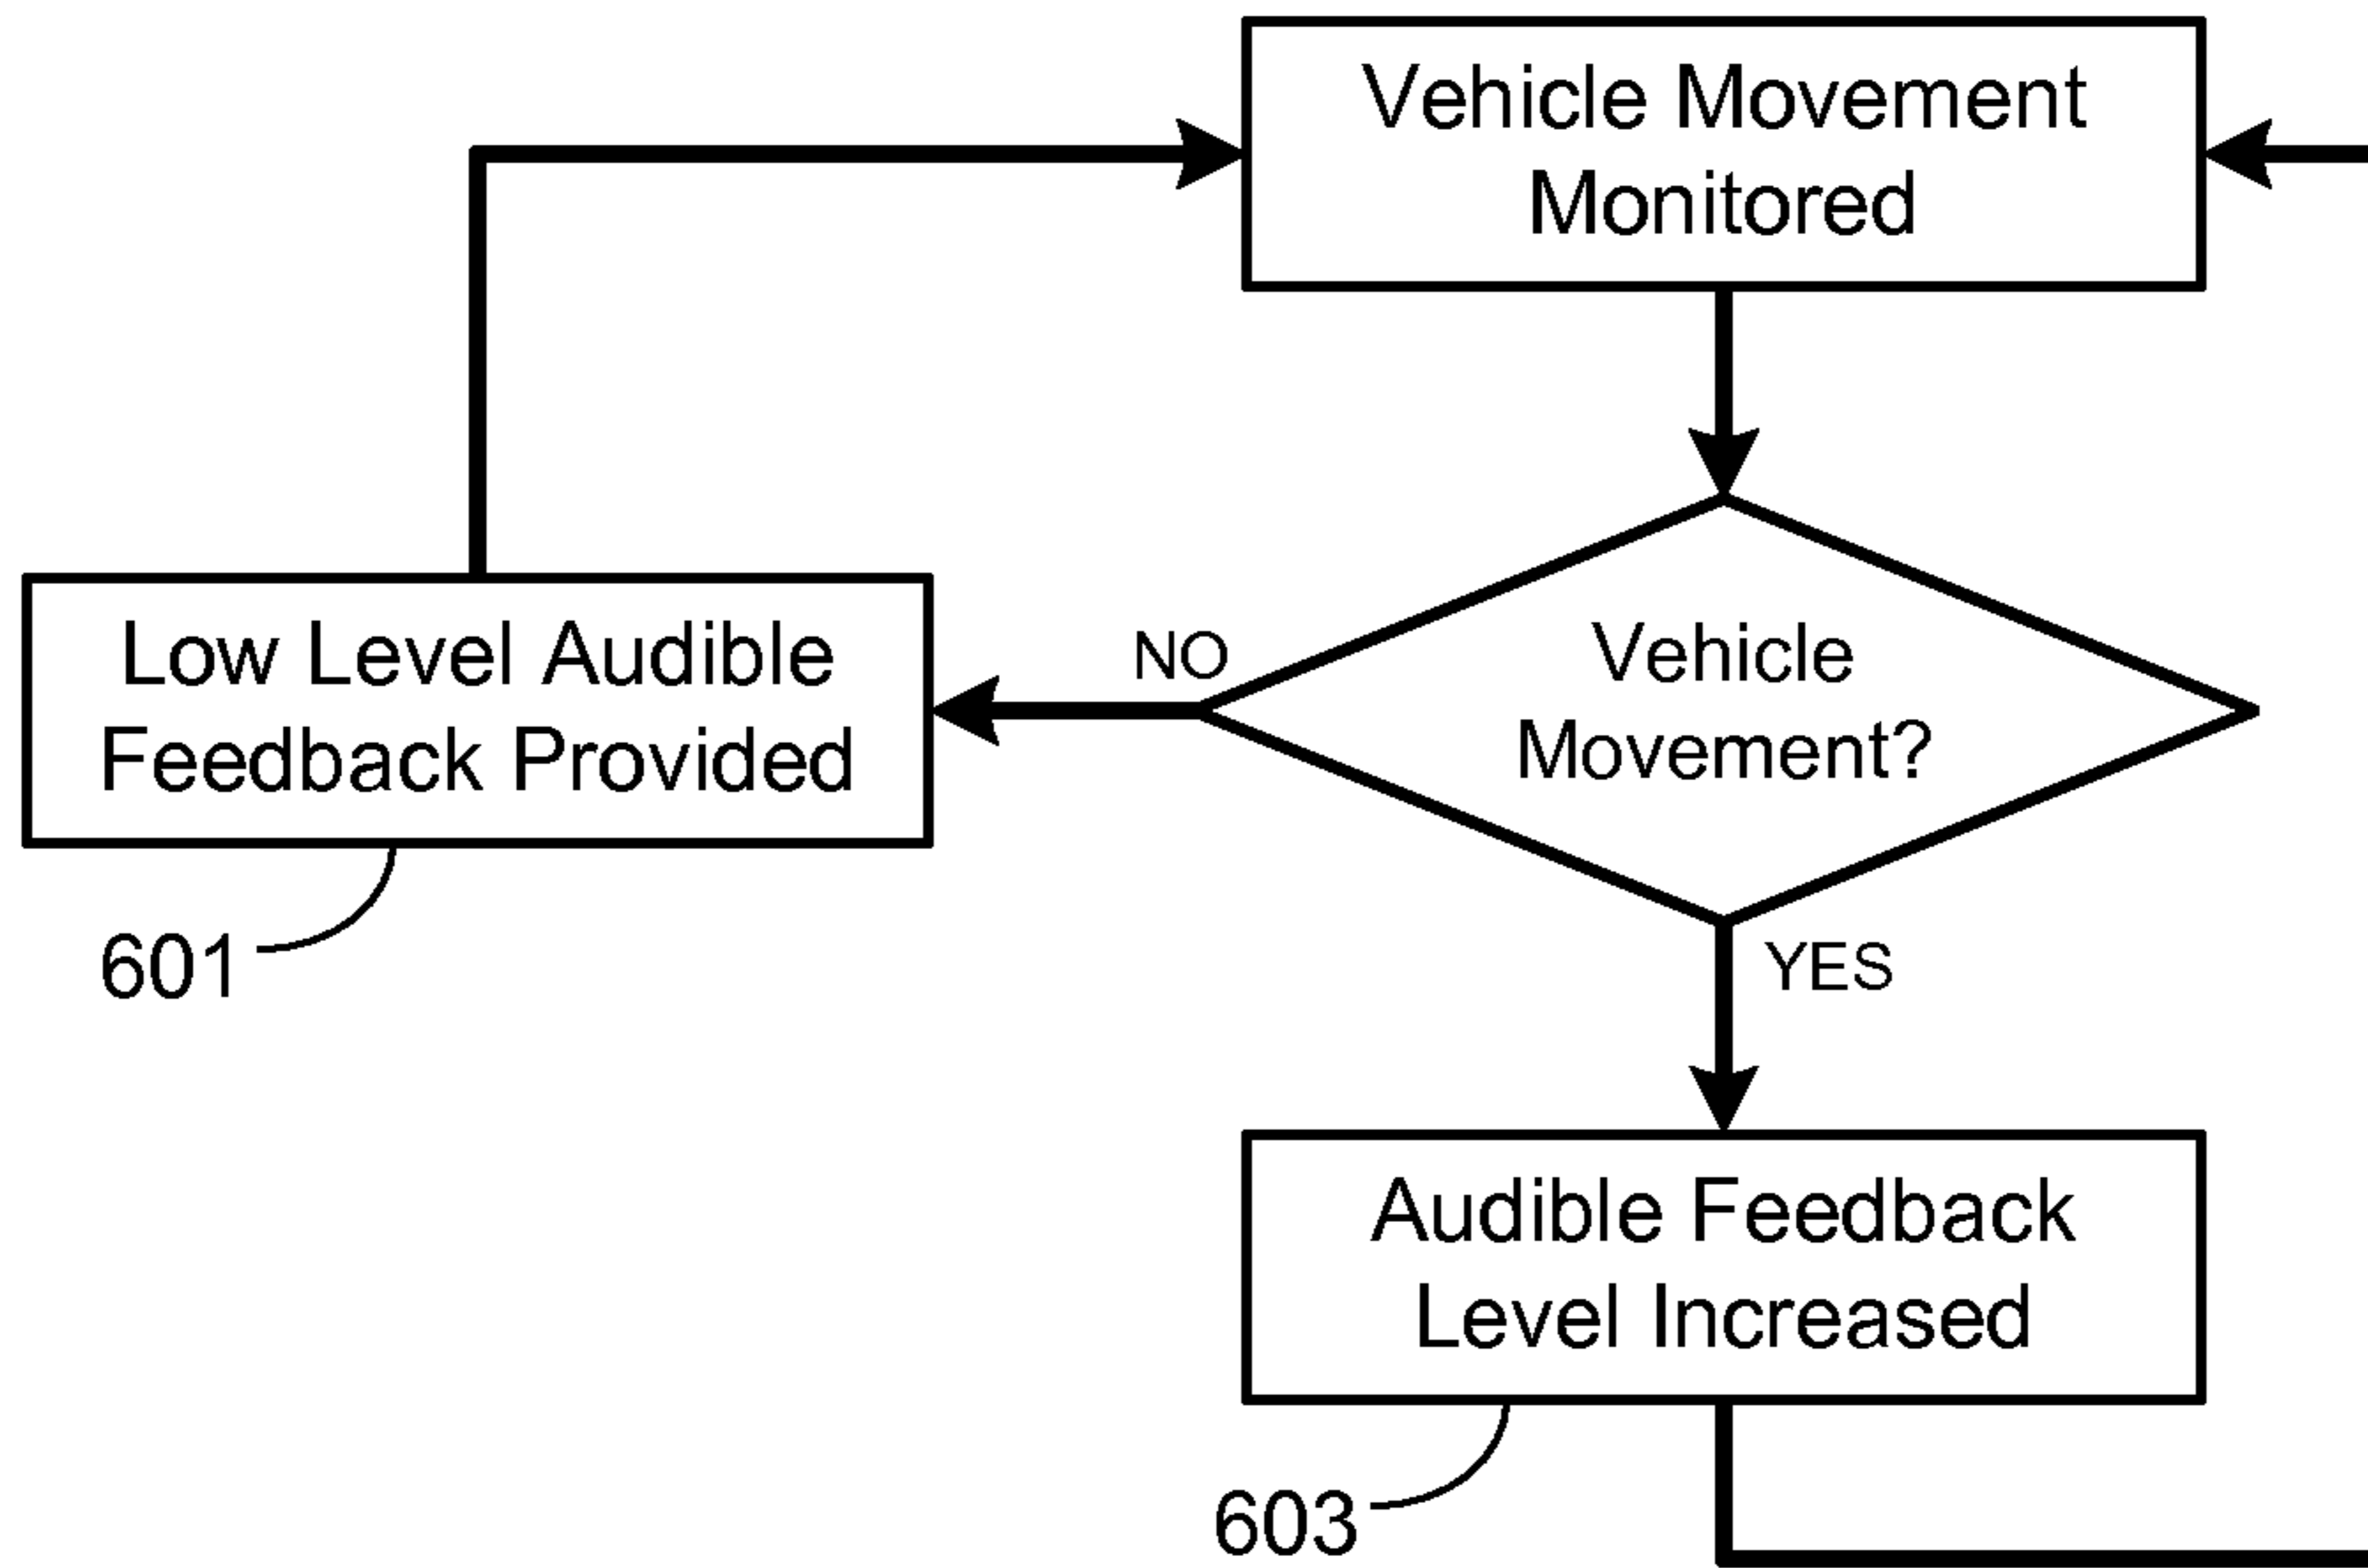 Vehicle Movement
Monitored
Low Level Audible
Feedback Provided
NO
Vehicle
Movement?
601
YES
Audible Feedback
Level Increased
603